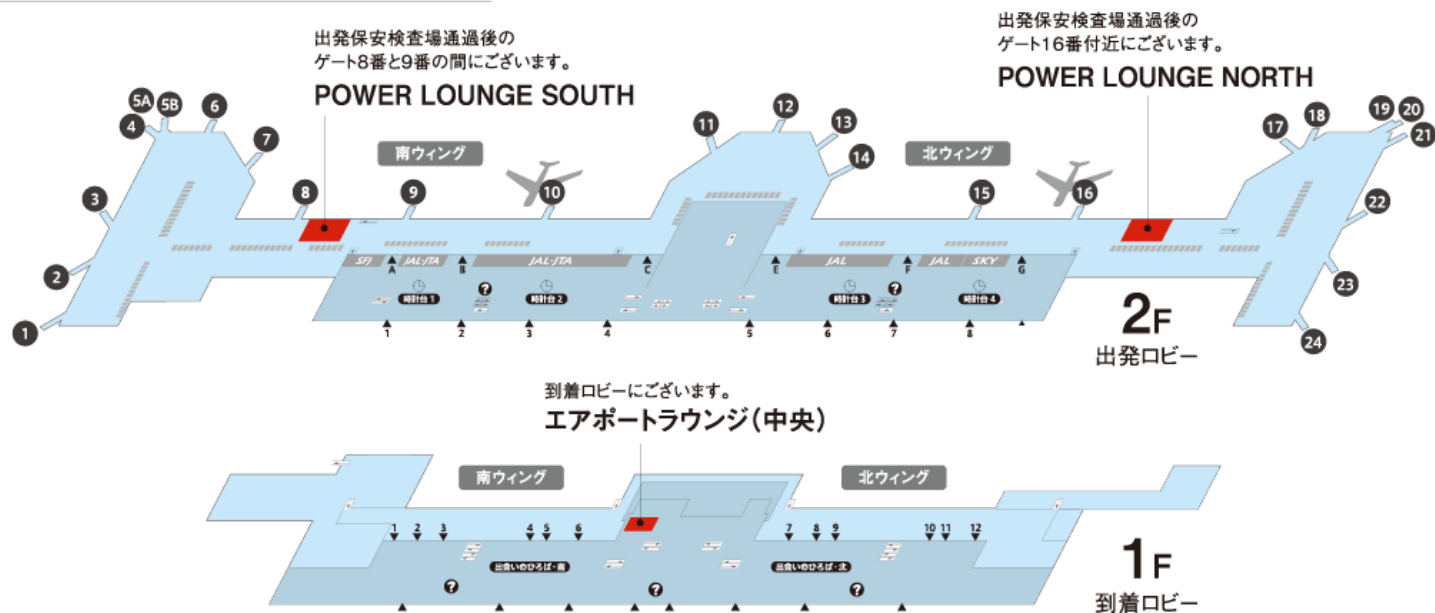 出発保安検査場通過後の
ゲート8番と9番の間にございます。
POWER LOUNGE SOUTH
出発保安検査場通過後の
ゲート16番付近にございます。
POWER LOUNGE NORTH
5A 5B 6
4 7
3
2
1
南ウィング
8 9 10
11 12 13 14
北ウィング
15 16
17 18 19 20 21
22
23
24
SFJ JAL·JTA JAL·JTA JAL JAL SKY
A B C E F G
? ?
時計台1 時計台2 時計台3 時計台4
1 2 3 4 5 6 7 8
2F
出発ロビー
到着ロビーにございます。
エアポートラウンジ(中央)
南ウィング 北ウィング
1 2 3 4 5 6 7 8 9 10 11 12
出会いのひろば・南 出会いのひろば・北
? ? ?
1F
到着ロビー